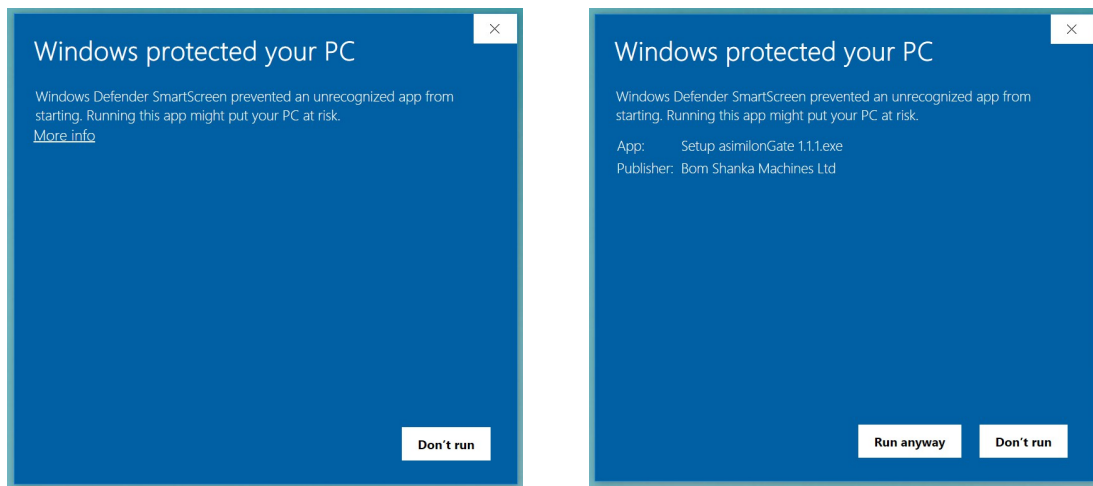 Windows protected your PC
Windows Defender SmartScreen prevented an unrecognized app from
starting. Running this app might put your PC at risk.
More info
Don't run
Windows protected your PC
Windows Defender SmartScreen prevented an unrecognized app from
starting. Running this app might put your PC at risk.
App: Setup asimilonGate 1.1.1.exe
Publisher: Bom Shanka Machines Ltd
Run anyway Don't run